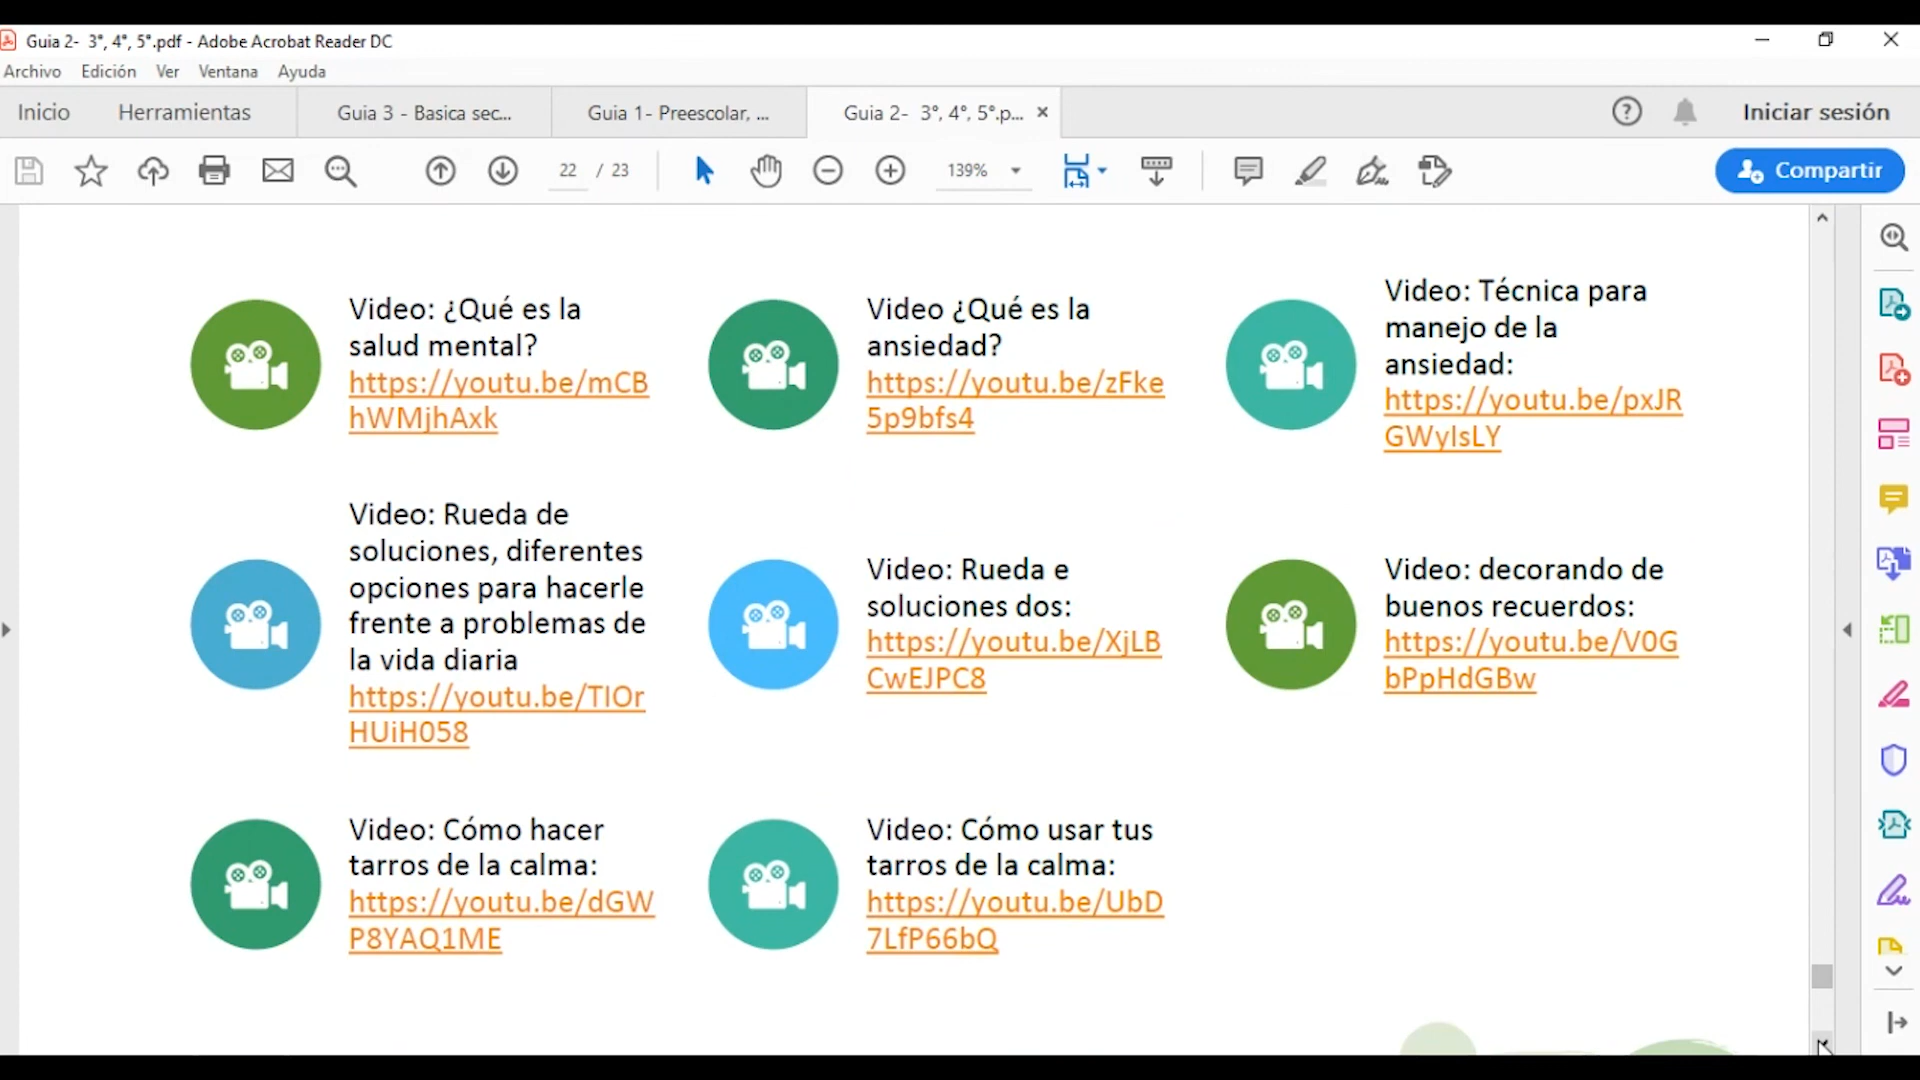 Guia 2- 3°, 4°, 5°.pdf - Adobe Acrobat Reader DC
Archivo Edición Ver Ventana Ayuda
Inicio Herramientas Guia 3 - Basica sec... Guia 1- Preescolar, ... Guia 2- 3°, 4°, 5°.p... Iniciar sesión
22 / 23 139% Compartir
Video: ¿Qué es la
salud mental?
https://youtu.be/mCB
hWMjhAxk
Video ¿Qué es la
ansiedad?
https://youtu.be/zFke
5p9bfs4
Video: Técnica para
manejo de la
ansiedad:
https://youtu.be/pxJR
GWyIsLY
Video: Rueda de
soluciones, diferentes
opciones para hacerle
frente a problemas de
la vida diaria
https://youtu.be/TIOr
HUiH058
Video: Rueda e
soluciones dos:
https://youtu.be/XjLB
CwEJPC8
Video: decorando de
buenos recuerdos:
https://youtu.be/V0G
bPpHdGBw
Video: Cómo hacer
tarros de la calma:
https://youtu.be/dGW
P8YAQ1ME
Video: Cómo usar tus
tarros de la calma:
https://youtu.be/UbD
7LfP66bQ